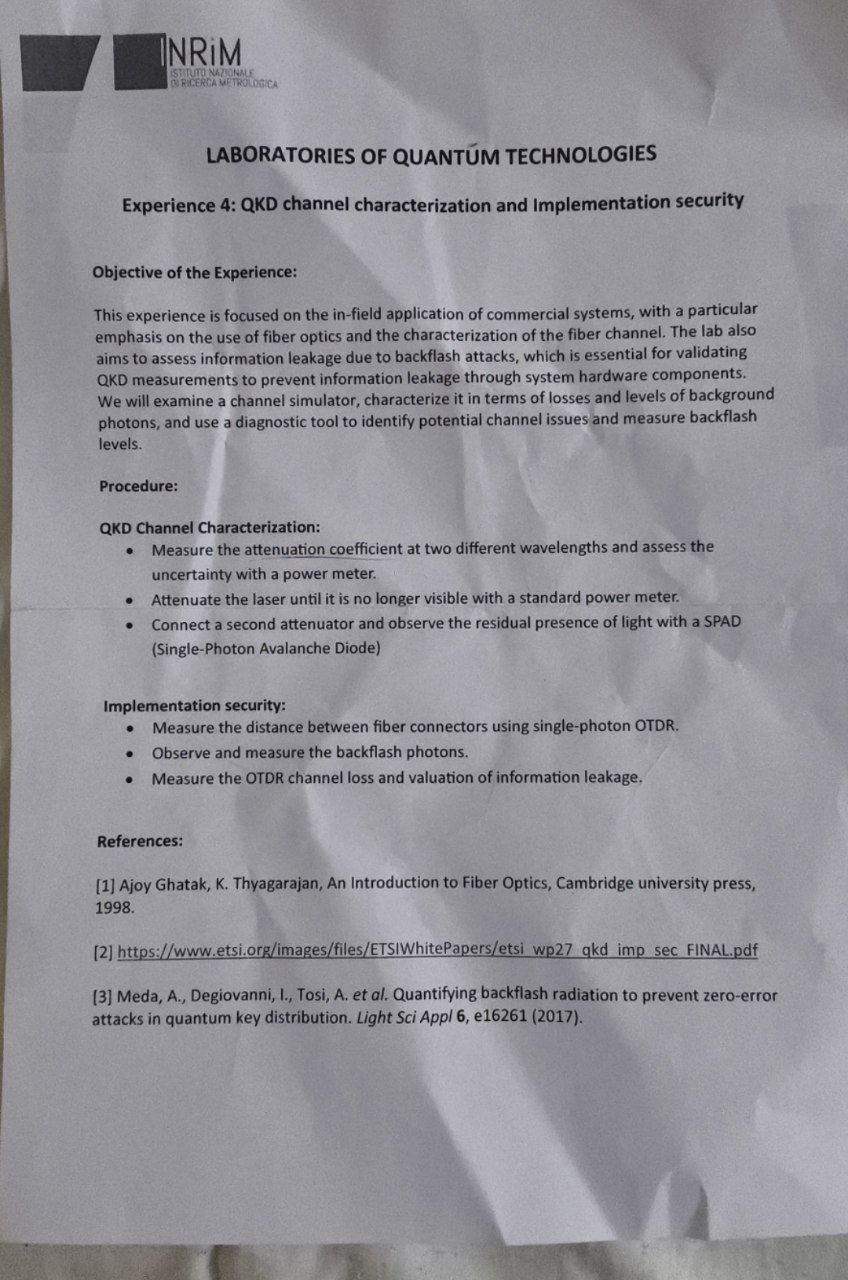 INRiM
ISTITUTO NAZIONALE
DI RICERCA METROLOGICA
LABORATORIES OF QUANTUM TECHNOLOGIES
Experience 4: QKD channel characterization and Implementation security
Objective of the Experience:
This experience is focused on the in-field application of commercial systems, with a particular
emphasis on the use of fiber optics and the characterization of the fiber channel. The lab also
aims to assess information leakage due to backflash attacks, which is essential for validating
QKD measurements to prevent information leakage through system hardware components.
We will examine a channel simulator, characterize it in terms of losses and levels of background
photons, and use a diagnostic tool to identify potential channel issues and measure backflash
levels.
Procedure:
QKD Channel Characterization:
• Measure the attenuation coefficient at two different wavelengths and assess the
uncertainty with a power meter.
• Attenuate the laser until it is no longer visible with a standard power meter.
• Connect a second attenuator and observe the residual presence of light with a SPAD
(Single-Photon Avalanche Diode)
Implementation security:
• Measure the distance between fiber connectors using single-photon OTDR.
• Observe and measure the backflash photons.
• Measure the OTDR channel loss and valuation of information leakage.
References:
[1] Ajoy Ghatak, K. Thyagarajan, An Introduction to Fiber Optics, Cambridge university press,
1998.
[2] https://www.etsi.org/images/files/ETSIWhitePapers/etsi_wp27_qkd_imp_sec_FINAL.pdf
[3] Meda, A., Degiovanni, I., Tosi, A. et al. Quantifying backflash radiation to prevent zero-error
attacks in quantum key distribution. Light Sci Appl 6, e16261 (2017).